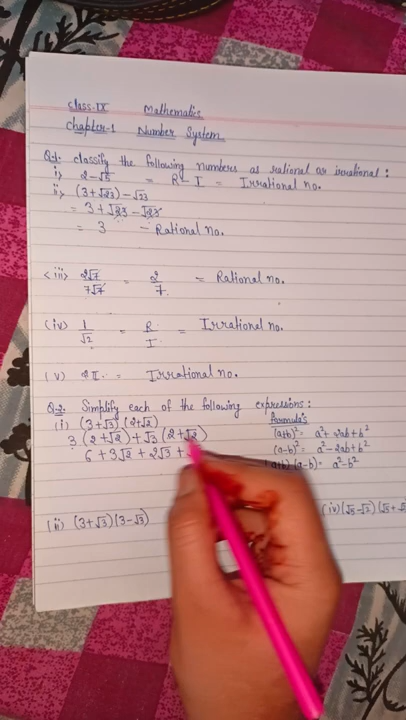 Class-IX Mathematics
Chapter-1 Number System
Q-1: Classify the following numbers as rational or irrational:
i) 2-√5 = R-I = Irrational no.
ii) (3+√23)-√23
= 3+√23-√23
= 3 - Rational no.
(iii) 2√7/7√7 = 2/7 = Rational no.
(iv) 1/√2 = R/I = Irrational no.
(v) 2π = Irrational no.
Q-2: Simplify each of the following expressions:
(i) (3+√3)(2+√2)
3(2+√2)+√3(2+√2)
6+3√2+2√3+
Formula's
(a+b)² = a²+2ab+b²
(a-b)² = a²-2ab+b²
(a+b)(a-b) = a²-b²
(ii) (3+√3)(3-√3)
(iv) (√5-√2)(√5+√